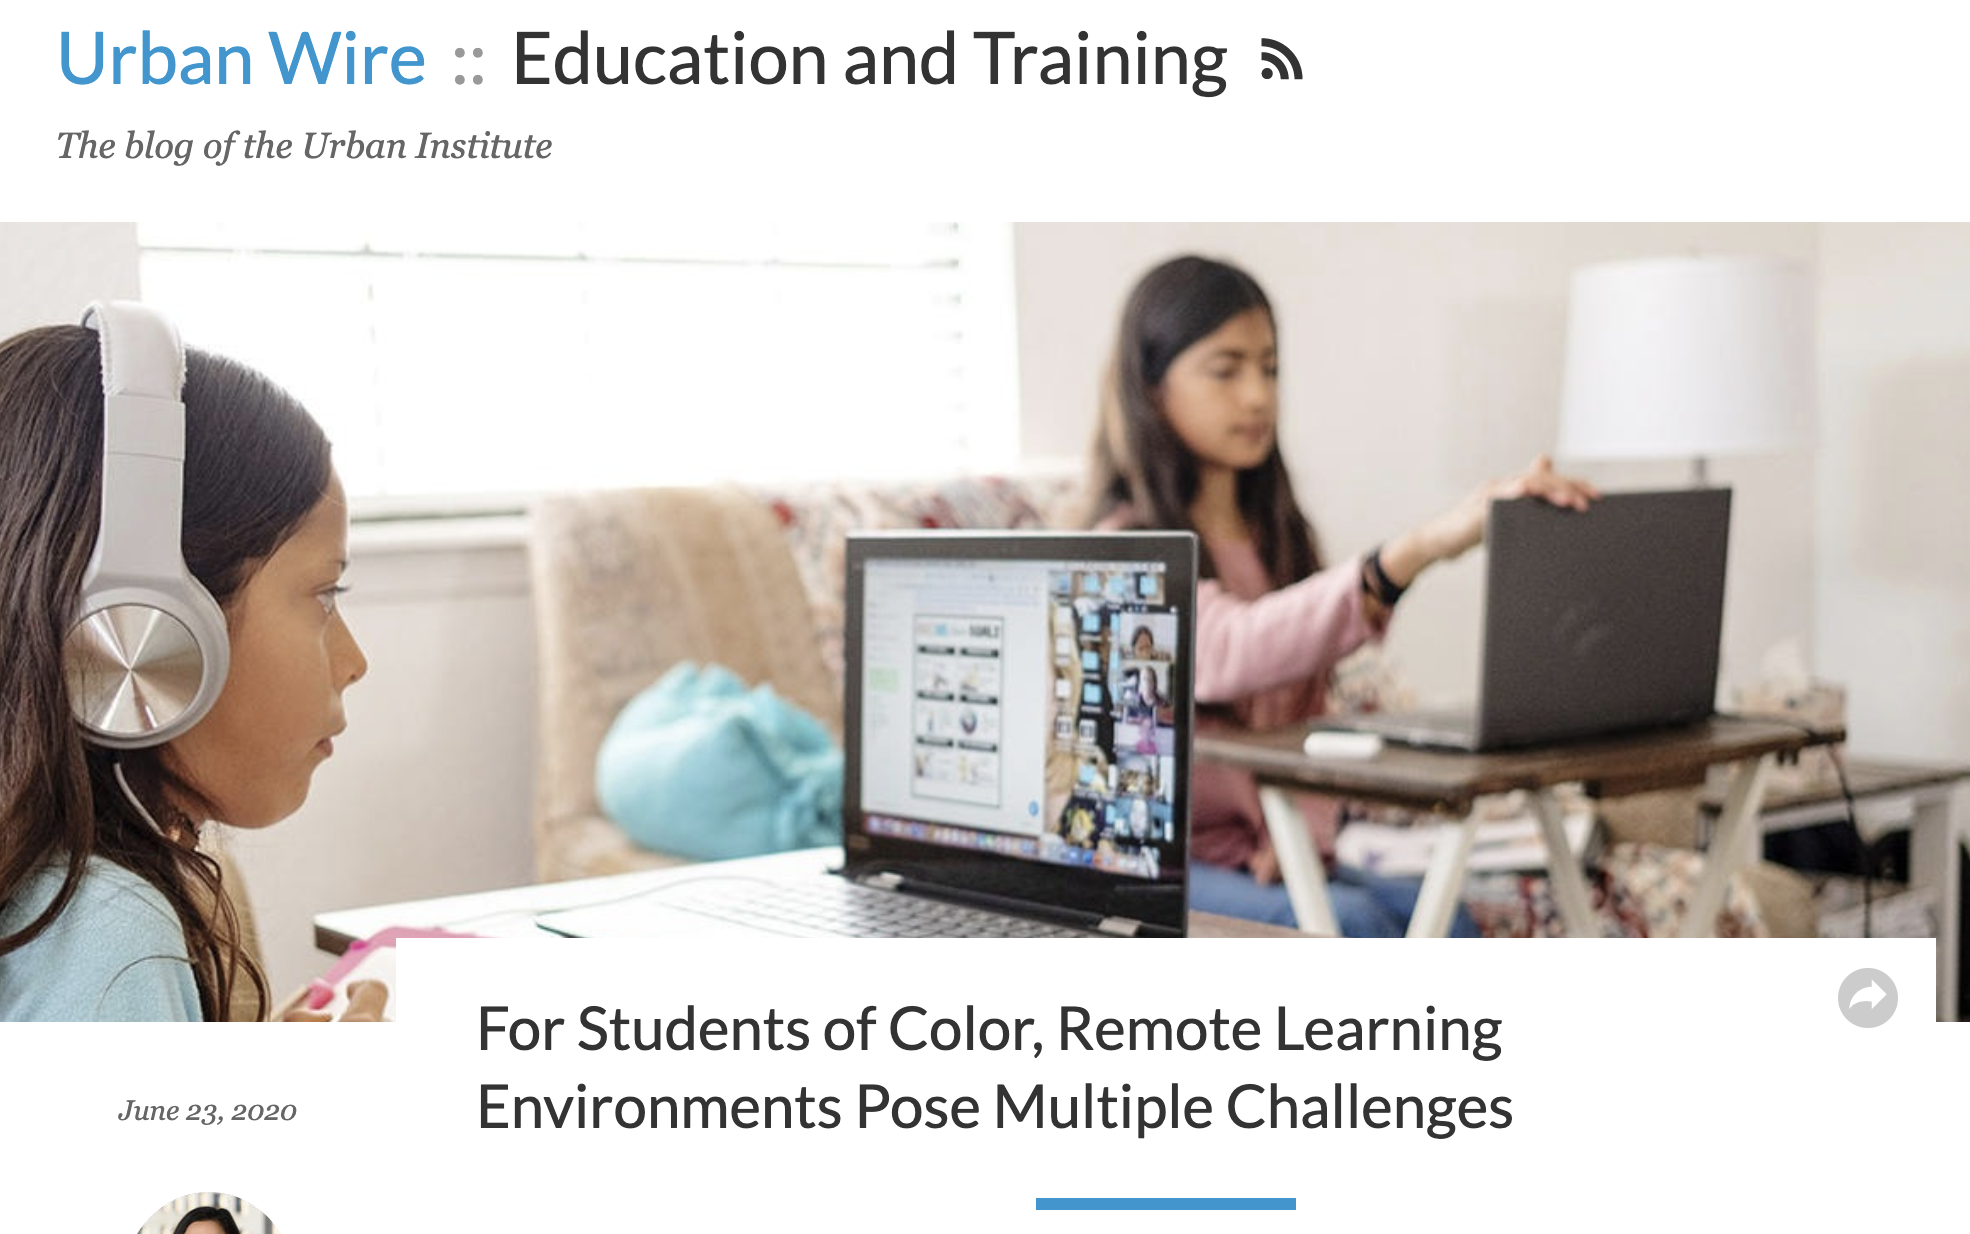 Urban Wire :: Education and Training
The blog of the Urban Institute
For Students of Color, Remote Learning
Environments Pose Multiple Challenges
June 23, 2020